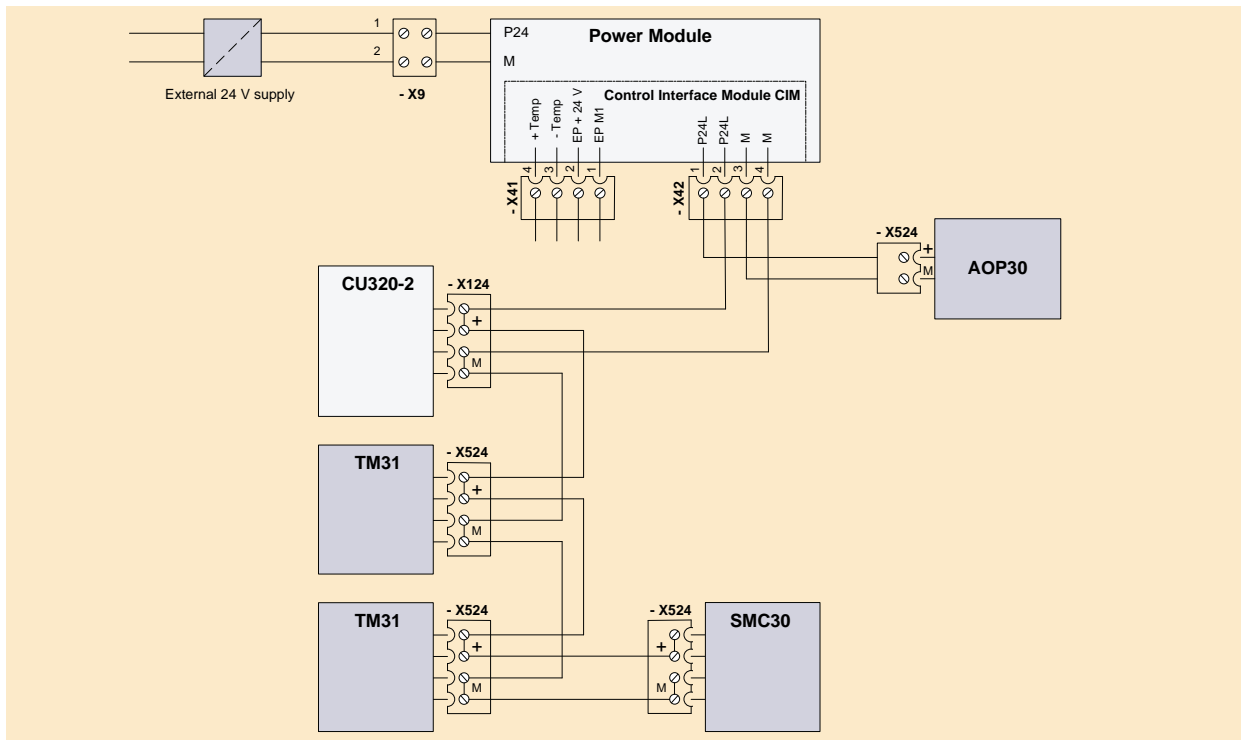 1
2
External 24 V supply
- X9
P24
M
Power Module
Control Interface Module CIM
+ Temp
- Temp
EP + 24 V
EP M1
P24L
P24L
M
M
4
3
2
1
1
2
3
4
- X41
- X42
- X524
+
M
AOP30
CU320-2
- X124
+
M
TM31
- X524
+
M
TM31
- X524
+
M
- X524
+
M
SMC30